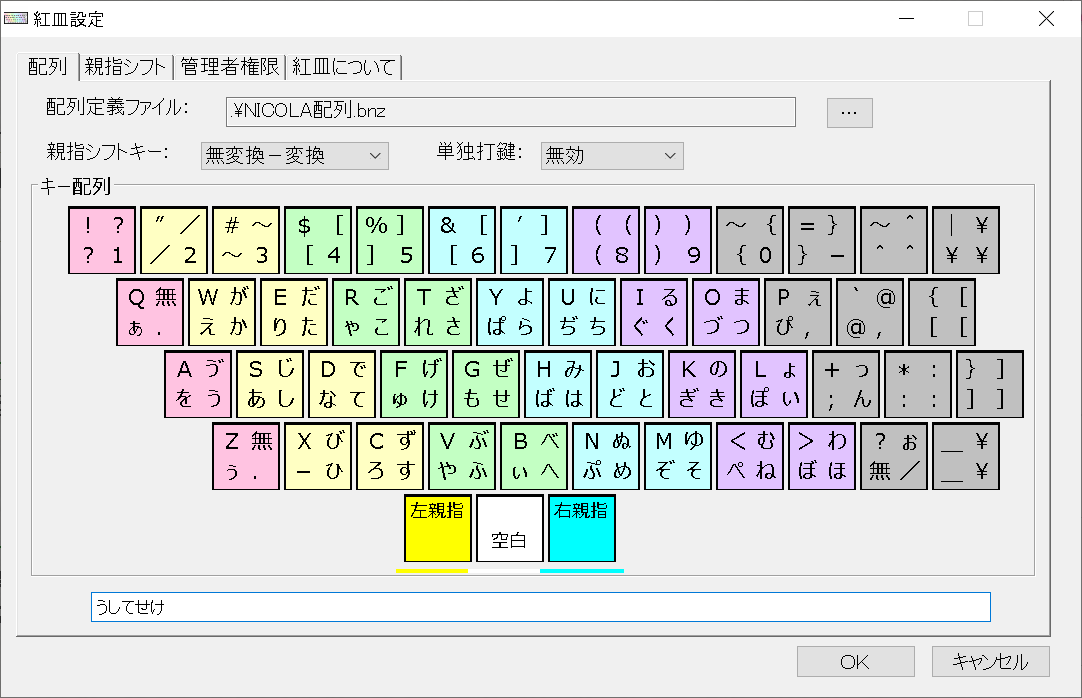 紅皿設定
配列 親指シフト 管理者権限 紅皿について
配列定義ファイル: .¥NICOLA配列.bnz ...
親指シフトキー: 無変換－変換 単独打鍵: 無効
キー配列
! ? ″ ／ # ～ $ [ % ] & [ ′ ] ( ( ) ) ～ { = } ～ ＾ | ¥
? 1 ／ 2 ～ 3 [ 4 ] 5 [ 6 ] 7 ( 8 ) 9 { 0 } － ＾ ＾ ¥ ¥
Q 無 W が E だ R ご T ざ Y よ U に I る O ま P ぇ ` @ { [
ぁ . え か り た ゃ こ れ さ ぱ ら ぢ ち ぐ く づ つ ぴ , @ , [ [
A ゔ S じ D で F げ G ぜ H み J お K の L ょ + っ * : } ]
を う あ し な て ゅ け も せ ば は ど と ぎ き ぽ い ; ん : : ] ]
Z 無 X び C ず V ぶ B べ N ぬ M ゆ ＜ む ＞ わ ? ぉ ＿ ¥
ぅ . － ひ ろ す や ふ ぃ へ ぷ め ぞ そ ぺ ね ぼ ほ 無 ／ ＿ ¥
左親指 右親指
空白
うしてせけ
OK キャンセル